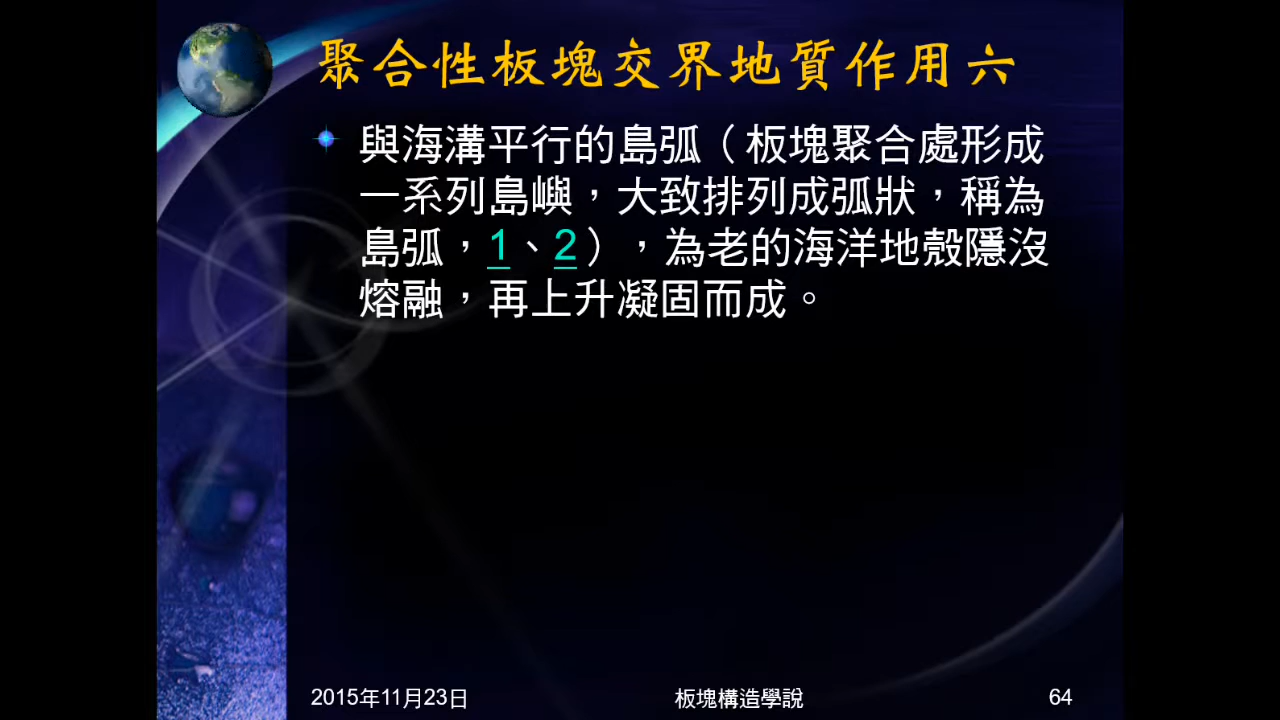 聚合性板塊交界地質作用六
與海溝平行的島弧（板塊聚合處形成
一系列島嶼，大致排列成弧狀，稱為
島弧，1、2），為老的海洋地殼隱沒
熔融，再上升凝固而成。
2015年11月23日 板塊構造學說 64